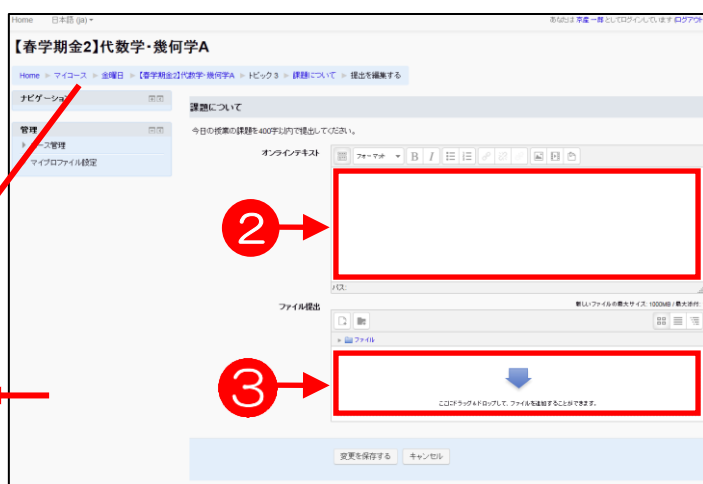 Home 日本語 (ja)
あなたは 京産一郎 としてログインしています (ログアウト
【春学期金2】代数学・幾何学A
Home マイコース 金曜日 【春学期金2】代数学・幾何学A トピック 3 課題について 提出を編集する
ナビゲーション
課題について
管理
今日の授業の課題を400字以内で提出してください。
コース管理
オンラインテキスト
フォーマット B I
マイプロファイル設定
2
パス:
ファイル提出
新しいファイルの最大サイズ: 1000MB / 最大添付:
ファイル
3
ここにドラッグ&ドロップして、ファイルを追加することができます。
変更を保存する キャンセル